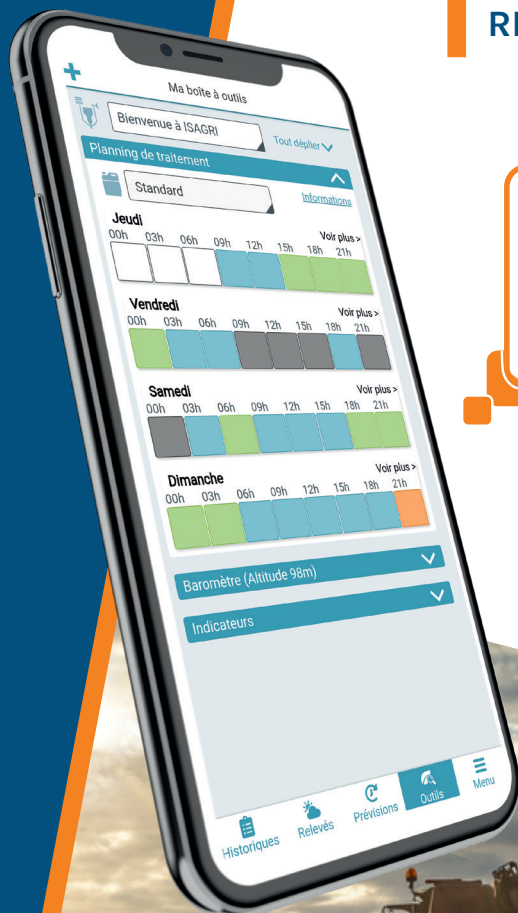 RE
Ma boîte à outils
Bienvenue à ISAGRI
Tout déplier
Planning de traitement
Standard
Informations
Jeudi
Voir plus >
00h 03h 06h 09h 12h 15h 18h 21h
Vendredi
Voir plus >
00h 03h 06h 09h 12h 15h 18h 21h
Samedi
Voir plus >
00h 03h 06h 09h 12h 15h 18h 21h
Dimanche
Voir plus >
00h 03h 06h 09h 12h 15h 18h 21h
Baromètre (Altitude 98m)
Indicateurs
Historiques
Relevés
Prévisions
Outils
Menu